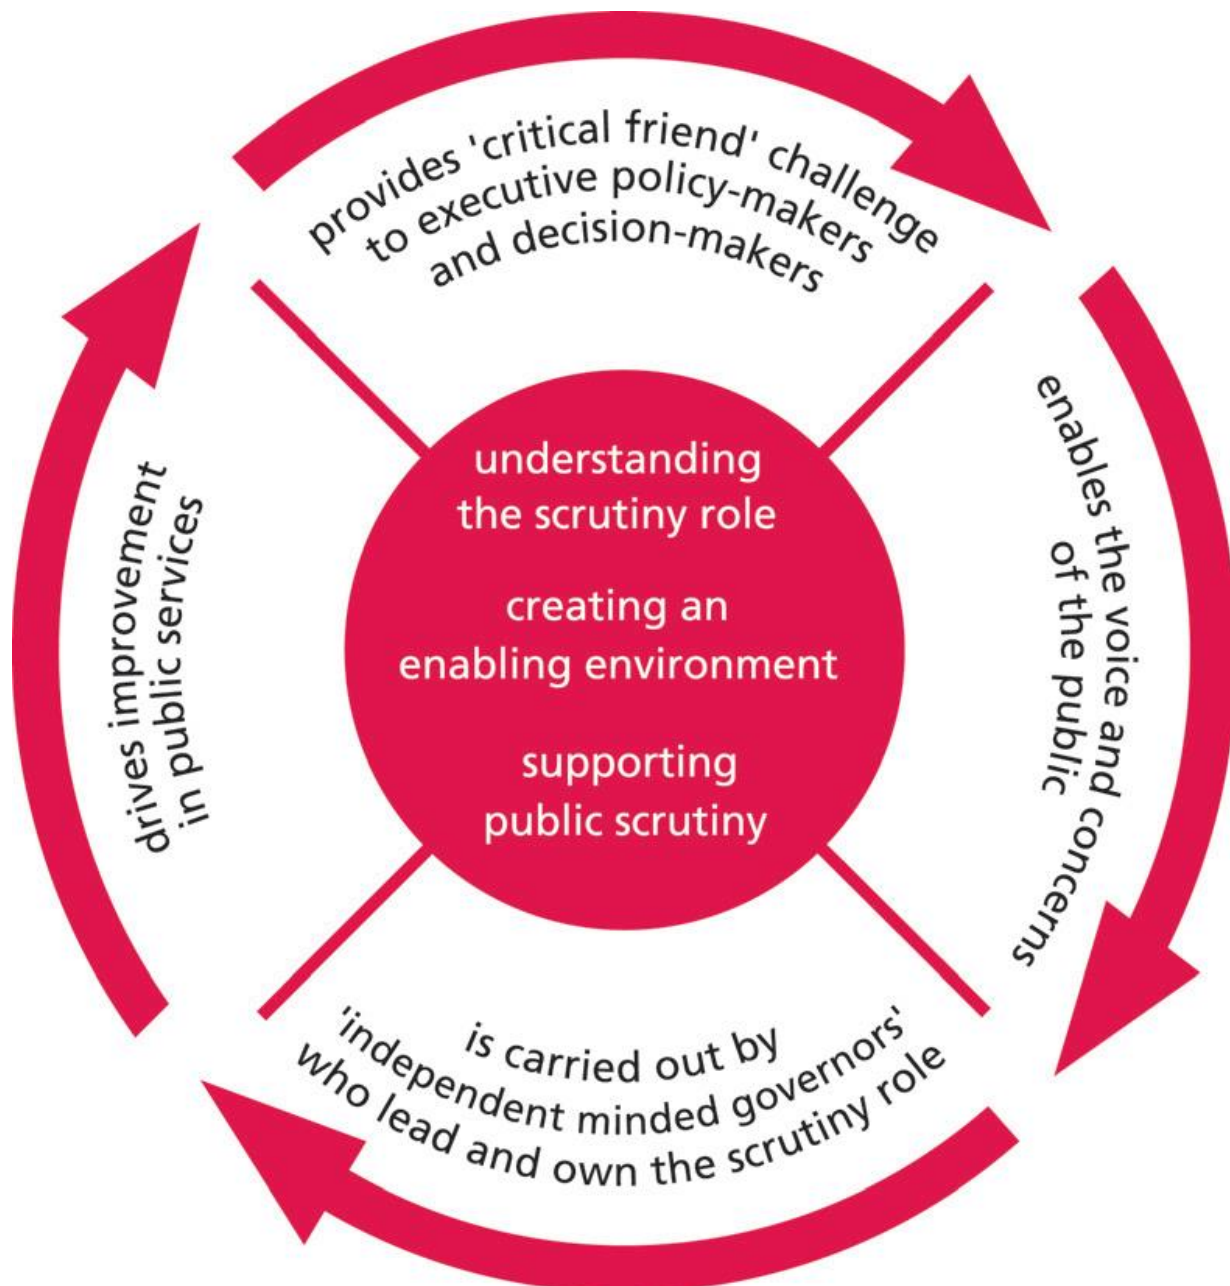 provides 'critical friend' challenge
to executive policy-makers
and decision-makers
enables the voice and concerns
of the public
is carried out by
'independent minded governors'
who lead and own the scrutiny role
drives improvement
in public services
understanding
the scrutiny role
creating an
enabling environment
supporting
public scrutiny